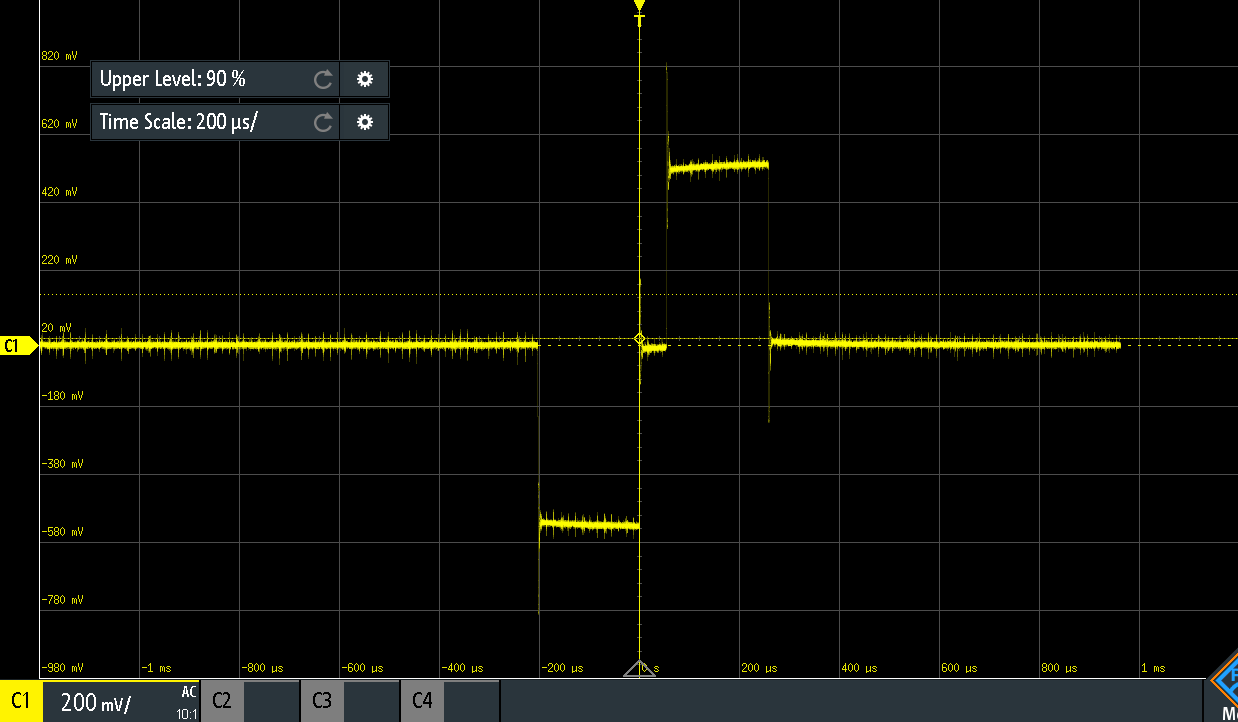 T
820 mV
Upper Level: 90 %
Time Scale: 200 µs/
620 mV
420 mV
220 mV
20 mV
C1
-180 mV
-380 mV
-580 mV
-780 mV
-980 mV
-1 ms
-800 µs
-600 µs
-400 µs
-200 µs
0 s
200 µs
400 µs
600 µs
800 µs
1 ms
C1
200 mV/
AC
10:1
C2
C3
C4